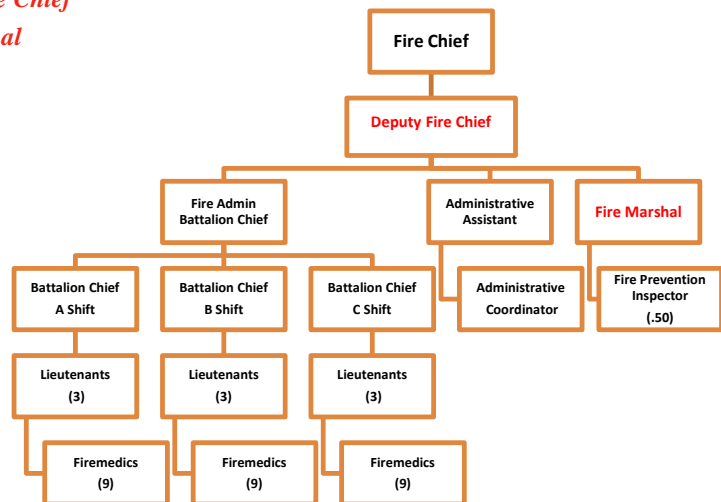 Chief
al
Fire Chief
Deputy Fire Chief
Fire Admin
Battalion Chief
Administrative
Assistant
Fire Marshal
Battalion Chief
A Shift
Battalion Chief
B Shift
Battalion Chief
C Shift
Administrative
Coordinator
Fire Prevention
Inspector
(.50)
Lieutenants
(3)
Lieutenants
(3)
Lieutenants
(3)
Firemedics
(9)
Firemedics
(9)
Firemedics
(9)